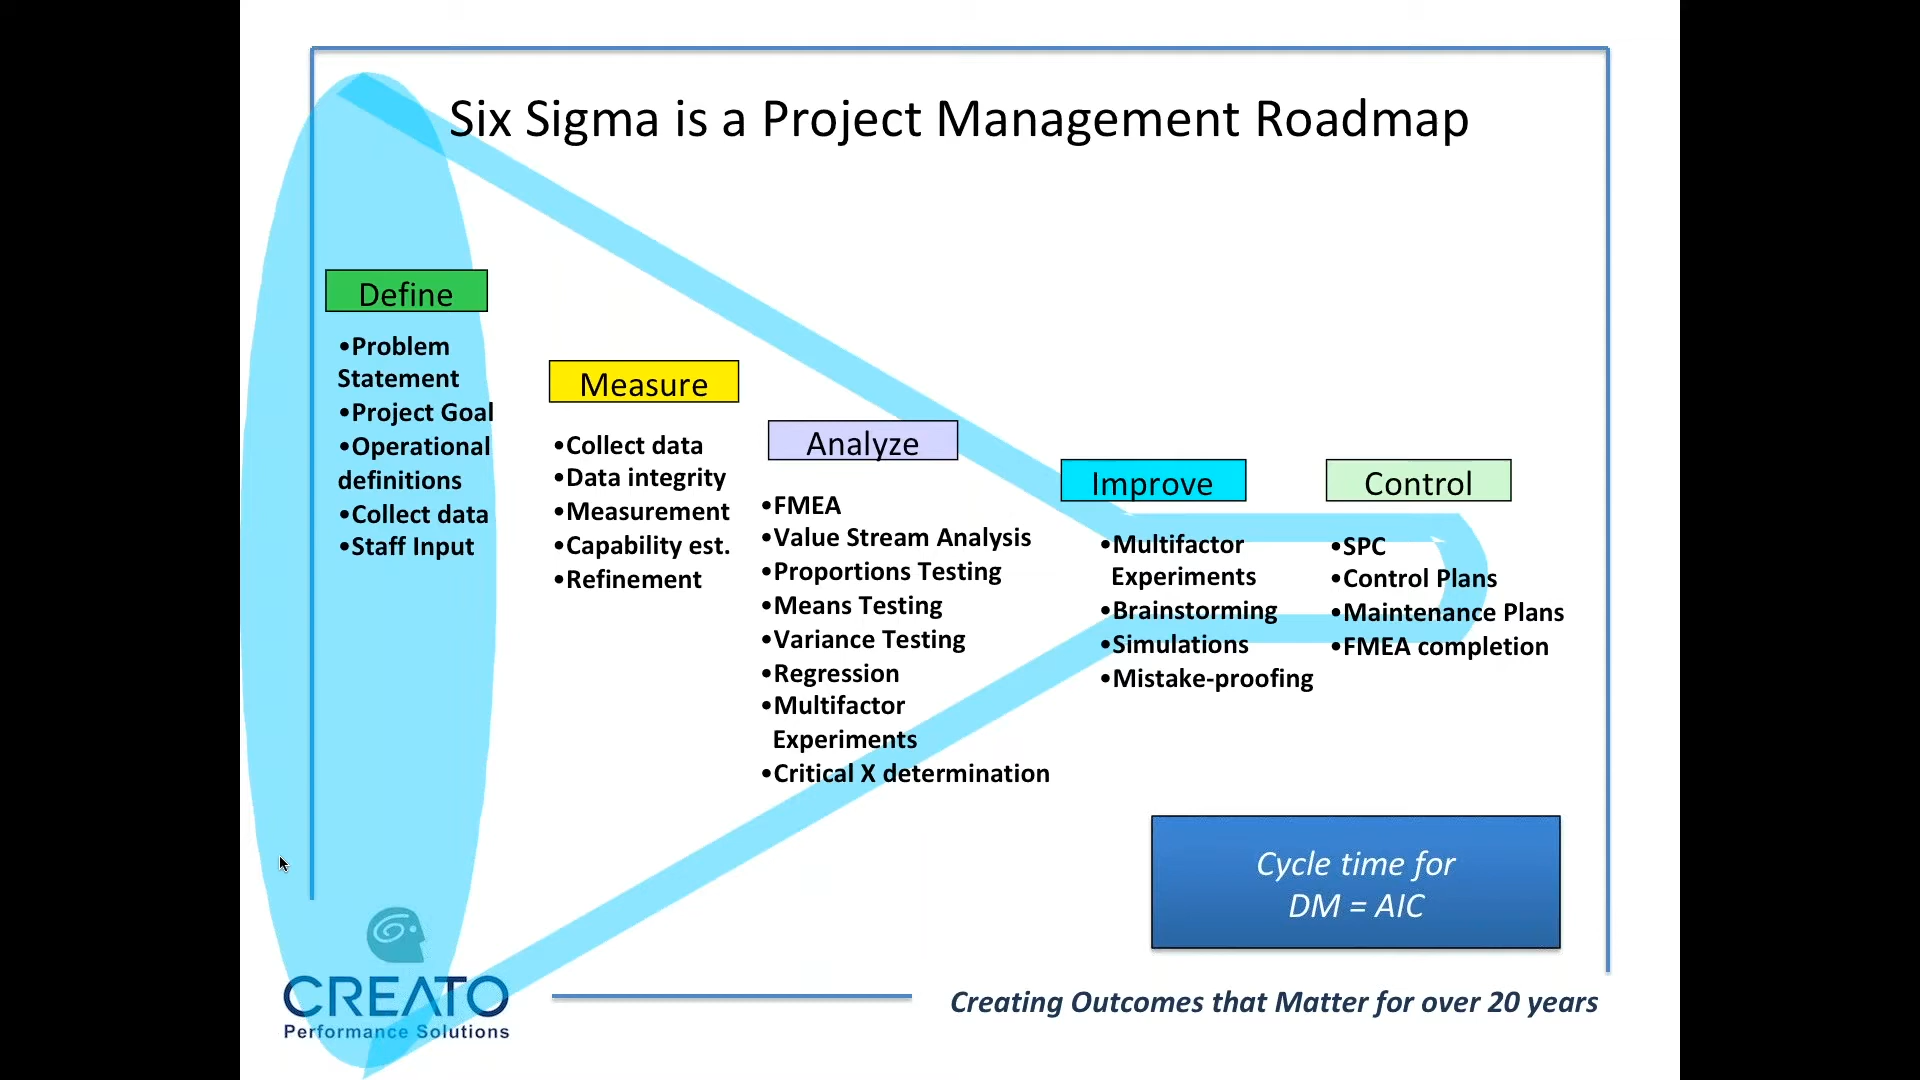 Six Sigma is a Project Management Roadmap
Define
•Problem
Statement
•Project Goal
•Operational
definitions
•Collect data
•Staff Input
Measure
•Collect data
•Data integrity
•Measurement
•Capability est.
•Refinement
Analyze
•FMEA
•Value Stream Analysis
•Proportions Testing
•Means Testing
•Variance Testing
•Regression
•Multifactor
Experiments
•Critical X determination
Improve
•Multifactor
Experiments
•Brainstorming
•Simulations
•Mistake-proofing
Control
•SPC
•Control Plans
•Maintenance Plans
•FMEA completion
Cycle time for
DM = AIC
CREATO
Performance Solutions
Creating Outcomes that Matter for over 20 years